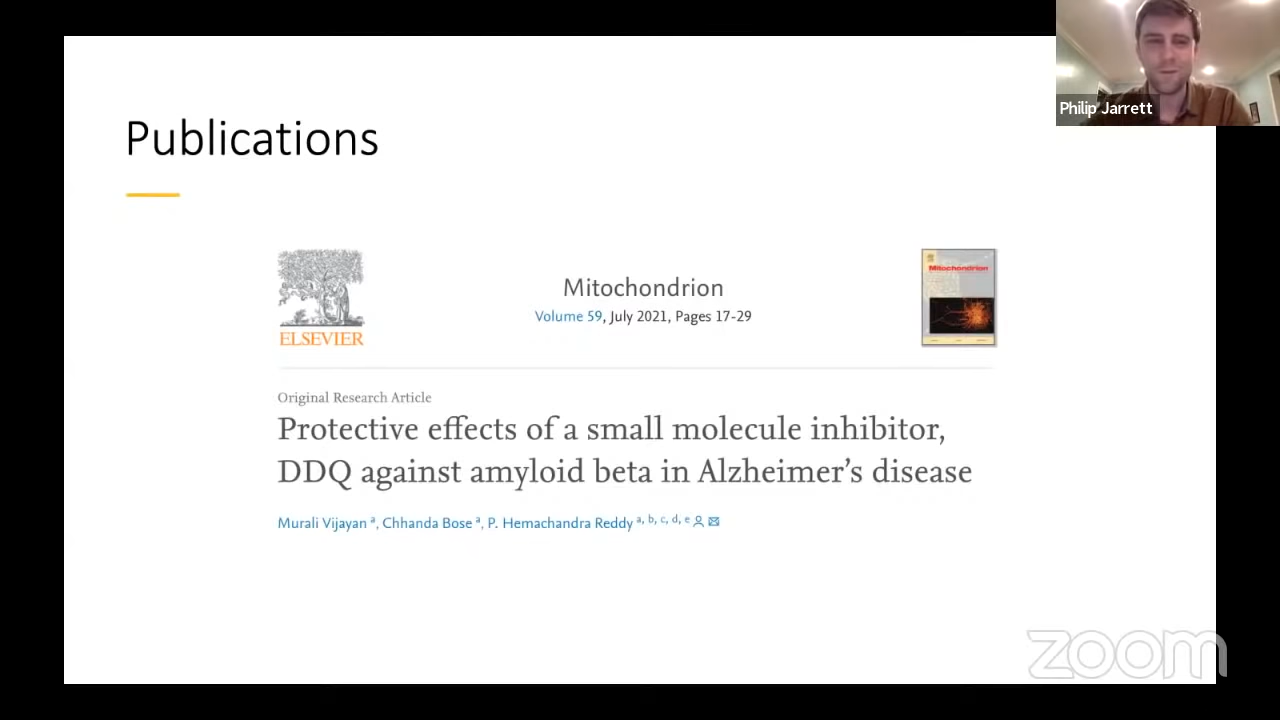 Philip Jarrett
Publications
ELSEVIER
Mitochondrion
Volume 59, July 2021, Pages 17-29
Mitochondrion
Original Research Article
Protective effects of a small molecule inhibitor,
DDQ against amyloid beta in Alzheimer's disease
Murali Vijayan a, Chhanda Bose a, P. Hemachandra Reddy a, b, c, d, e
zoom